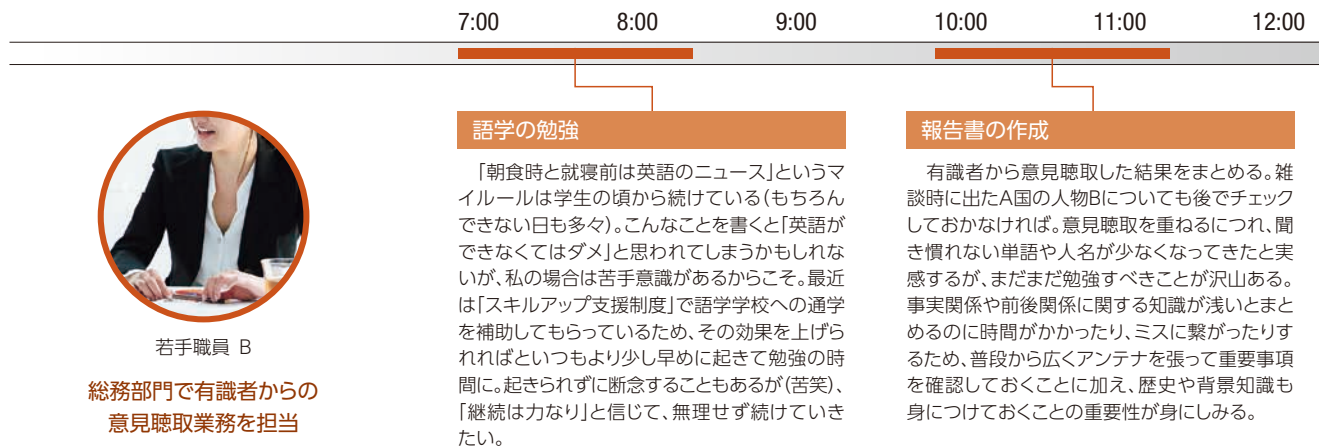 7:00 8:00 9:00 10:00 11:00 12:00
若手職員 B
総務部門で有識者からの
意見聴取業務を担当
語学の勉強
「朝食時と就寝前は英語のニュース」というマ
イルールは学生の頃から続けている(もちろん
できない日も多々)。こんなことを書くと「英語が
できなくてはダメ」と思われてしまうかもしれな
いが、私の場合は苦手意識があるからこそ。最近
は「スキルアップ支援制度」で語学学校への通学
を補助してもらっているため、その効果を上げら
れればといつもより少し早めに起きて勉強の時
間に。起きられずに断念することもあるが(苦笑)、
「継続は力なり」と信じて、無理せず続けていき
たい。
報告書の作成
有識者から意見聴取した結果をまとめる。雑
談時に出たA国の人物Bについても後でチェック
しておかなければ。意見聴取を重ねるにつれ、聞
き慣れない単語や人名が少なくなってきたと実
感するが、まだまだ勉強すべきことが沢山ある。
事実関係や前後関係に関する知識が浅いとまと
めるのに時間がかかったり、ミスに繋がったりす
るため、普段から広くアンテナを張って重要事項
を確認しておくことに加え、歴史や背景知識も
身につけておくことの重要性が身にしみる。